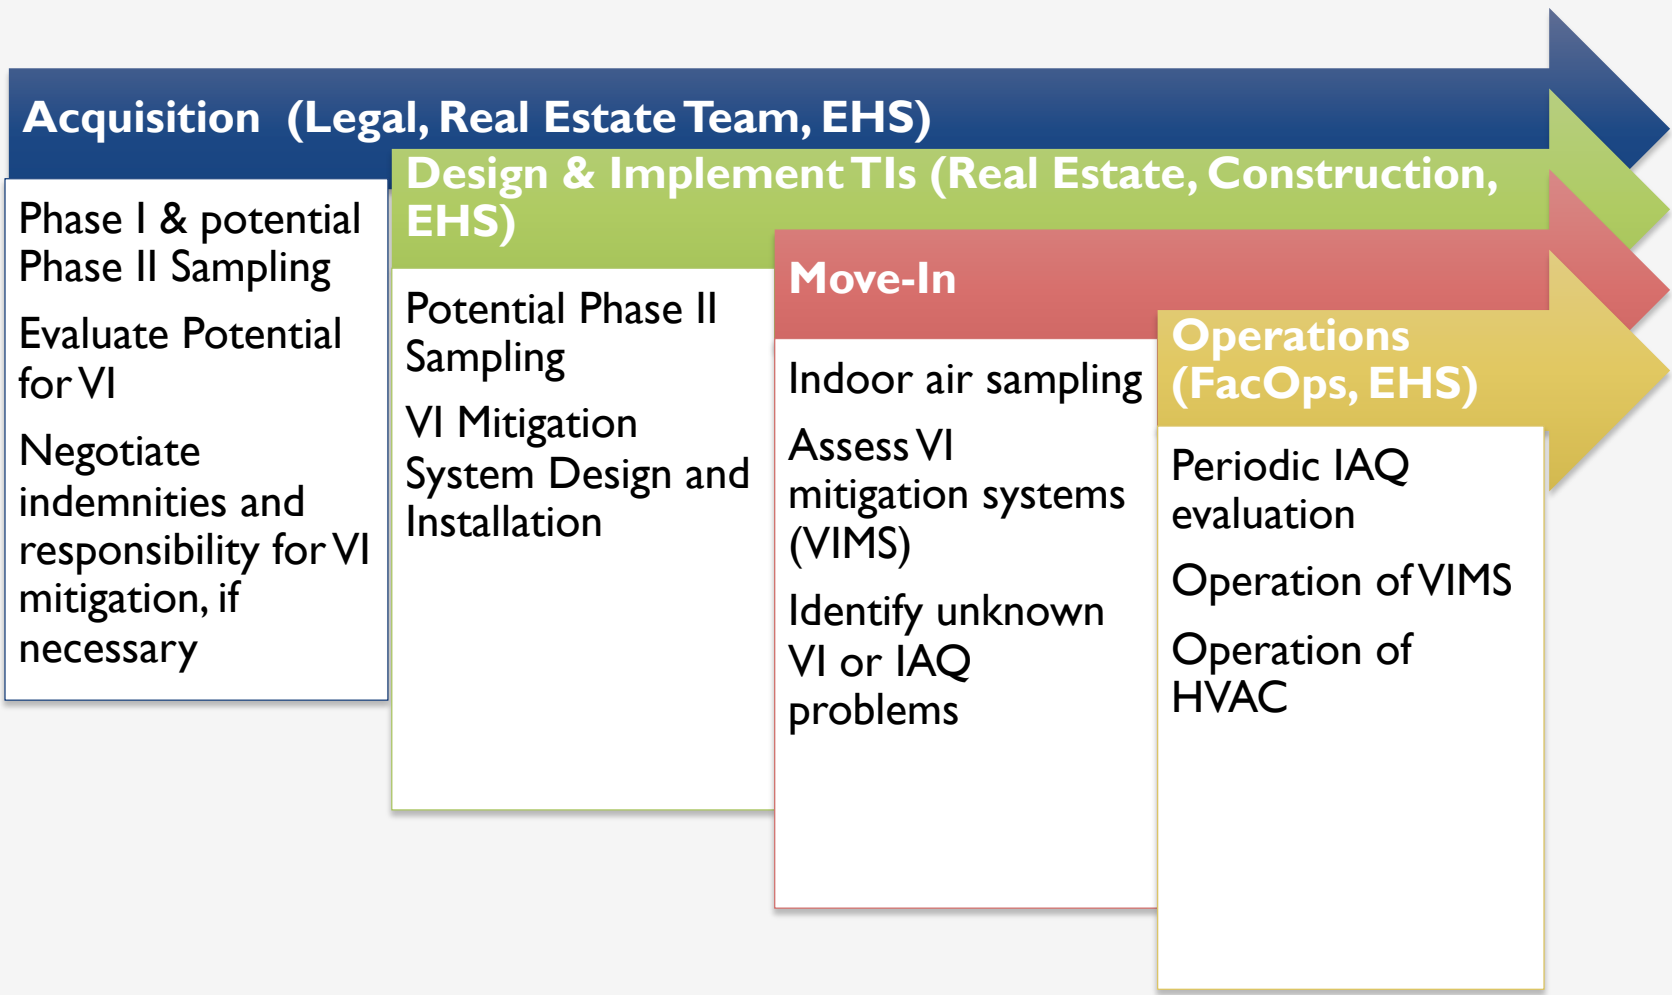 Acquisition (Legal, Real Estate Team, EHS)
Phase I & potential
Phase II Sampling
Evaluate Potential
for VI
Negotiate
indemnities and
responsibility for VI
mitigation, if
necessary
Design & Implement TIs (Real Estate, Construction,
EHS)
Potential Phase II
Sampling
VI Mitigation
System Design and
Installation
Move-In
Indoor air sampling
Assess VI
mitigation systems
(VIMS)
Identify unknown
VI or IAQ
problems
Operations
(FacOps, EHS)
Periodic IAQ
evaluation
Operation of VIMS
Operation of
HVAC